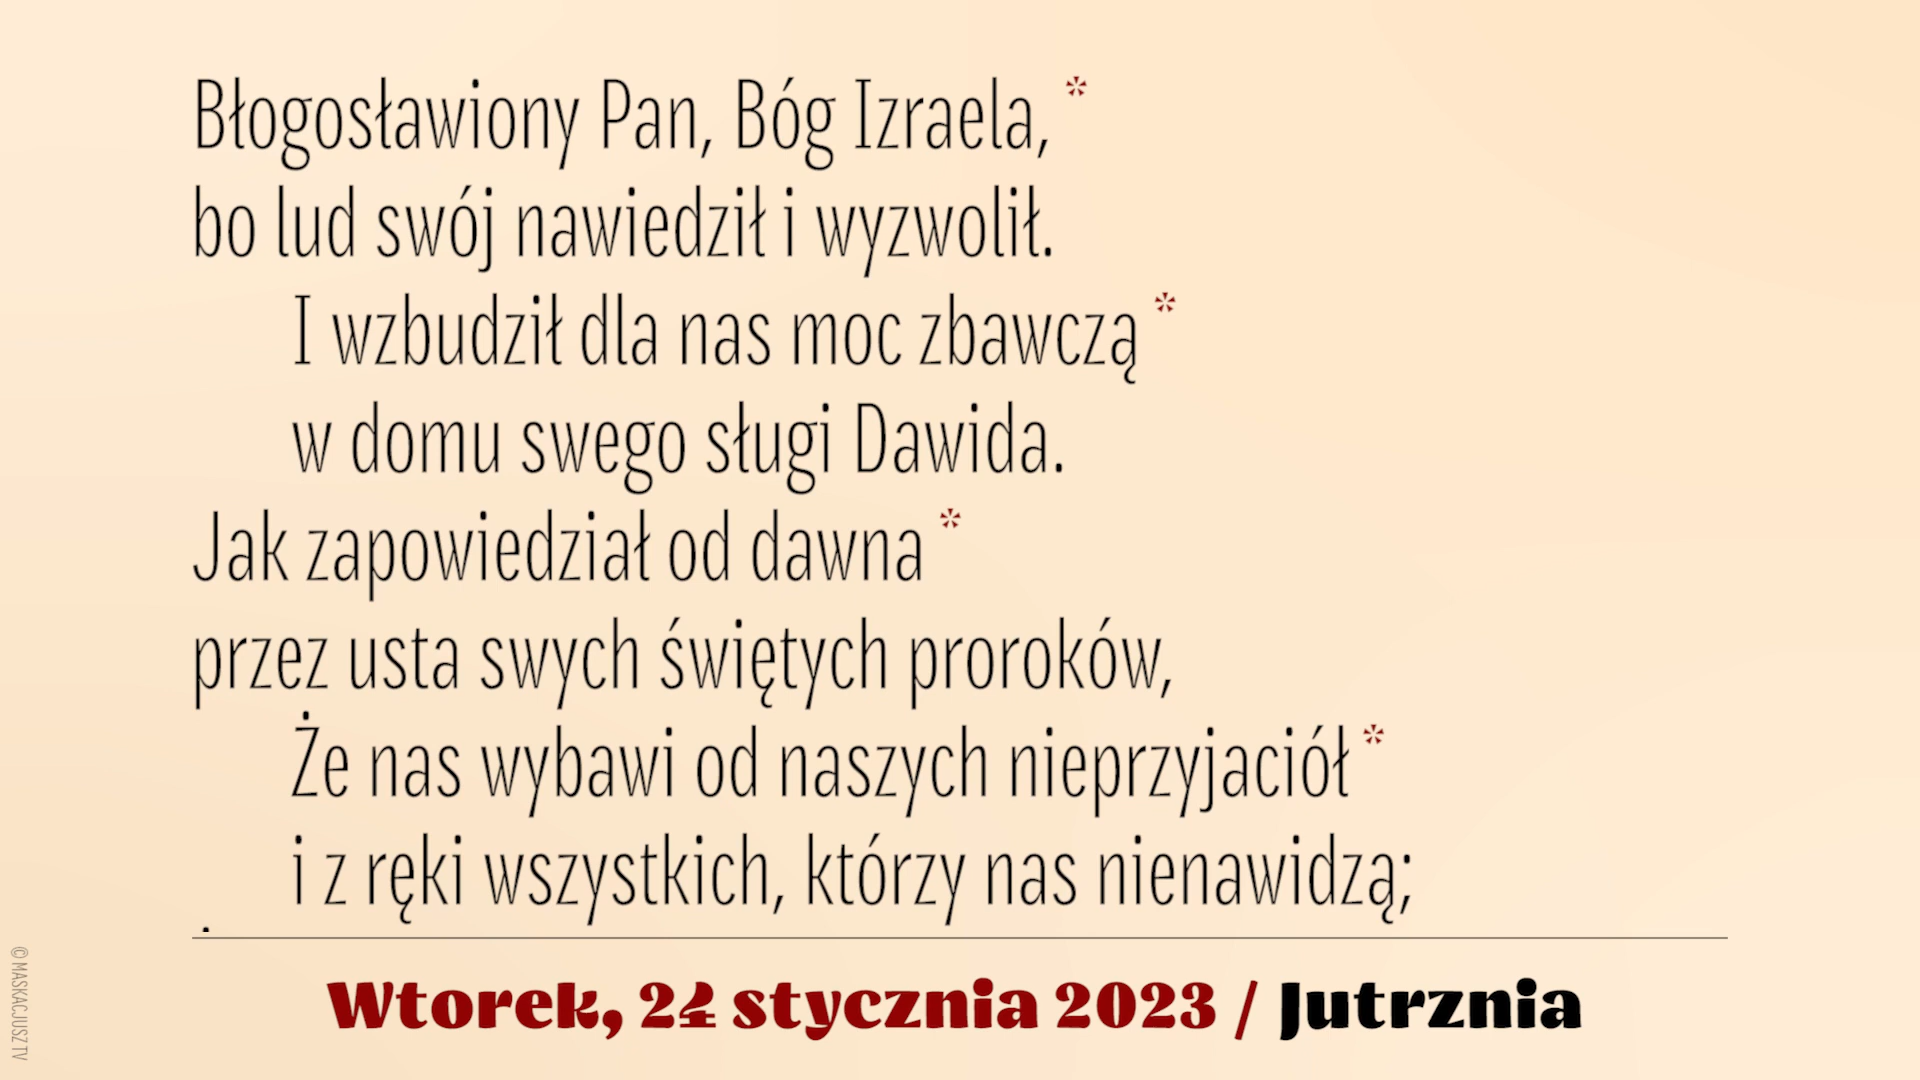 Błogosławiony Pan, Bóg Izraela, *
bo lud swój nawiedził i wyzwolił.
I wzbudził dla nas moc zbawczą *
w domu swego sługi Dawida.
Jak zapowiedział od dawna *
przez usta swych świętych proroków,
Że nas wybawi od naszych nieprzyjaciół *
i z ręki wszystkich, którzy nas nienawidzą;
Wtorek, 24 stycznia 2023 / Jutrznia
© MASKACJUSZ TV